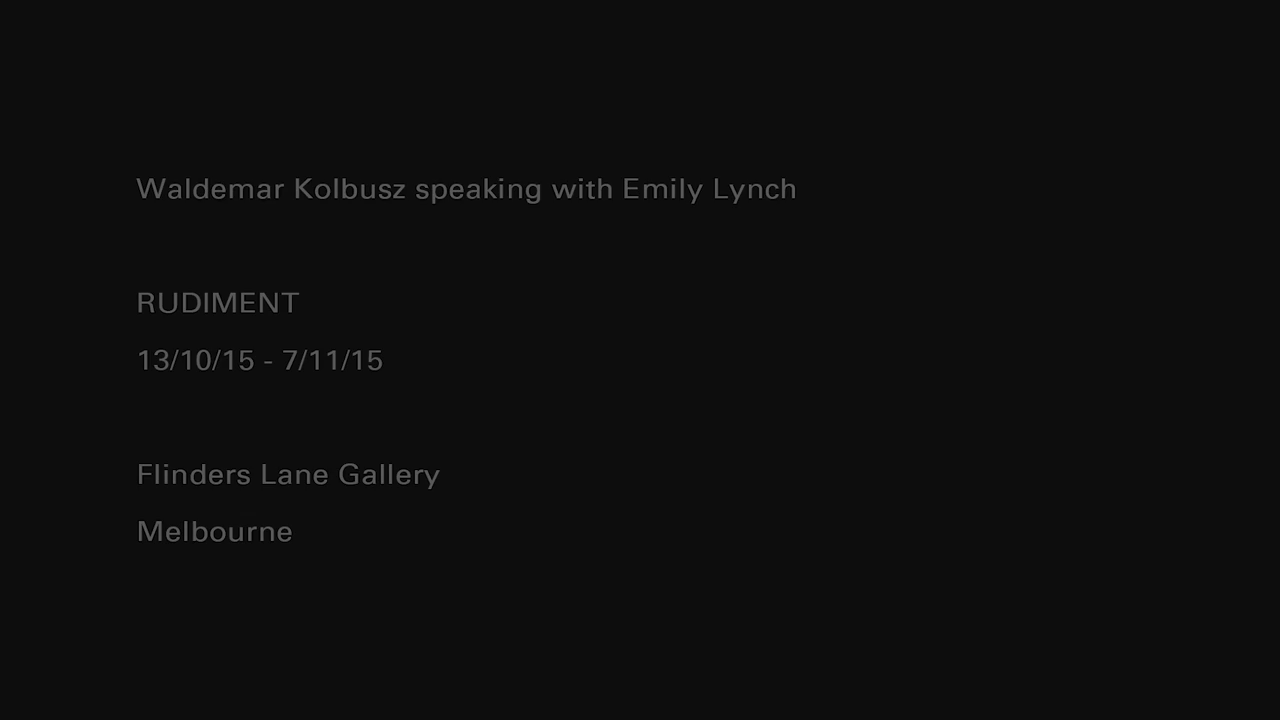 Waldemar Kolbusz speaking with Emily Lynch
RUDIMENT
13/10/15 - 7/11/15
Flinders Lane Gallery
Melbourne